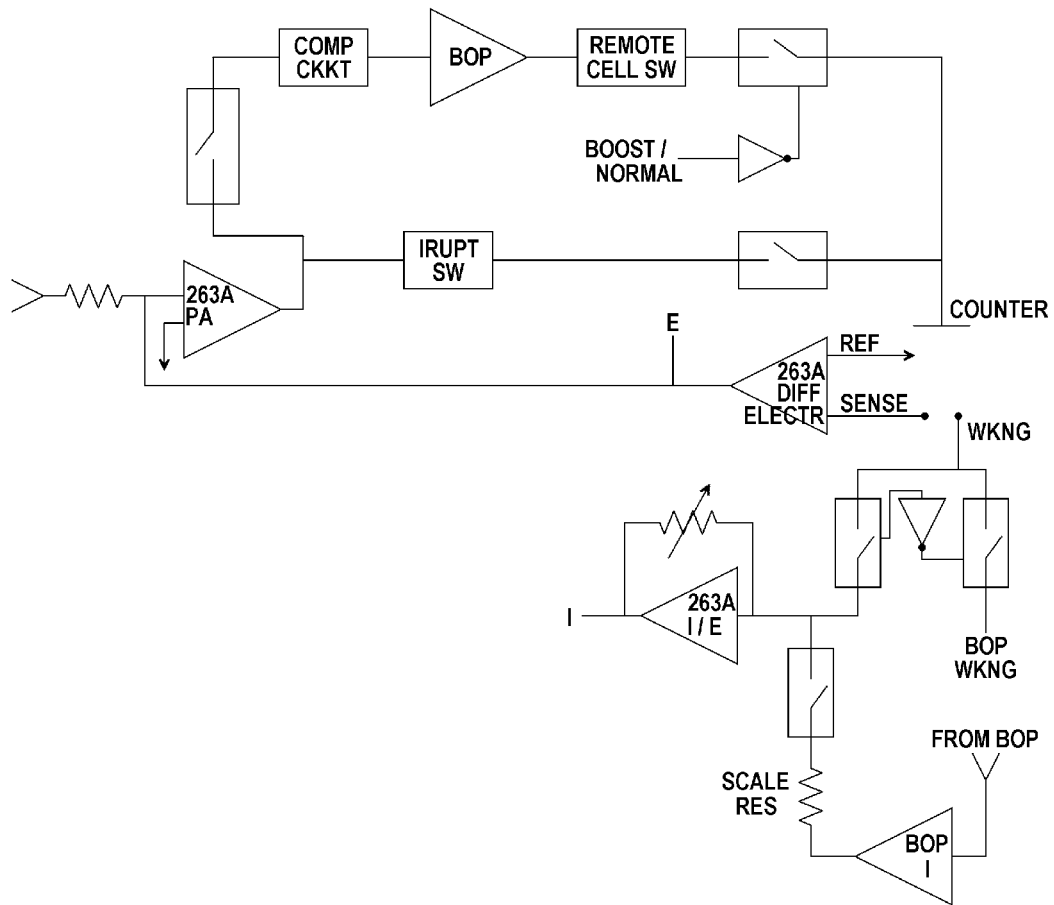 COMP
CKKT
BOP
REMOTE
CELL SW
BOOST /
NORMAL
IRUPT
SW
263A
PA
COUNTER
E
REF
263A
DIFF
ELECTR
SENSE
WKNG
263A
I / E
I
BOP
WKNG
FROM BOP
SCALE
RES
BOP
I